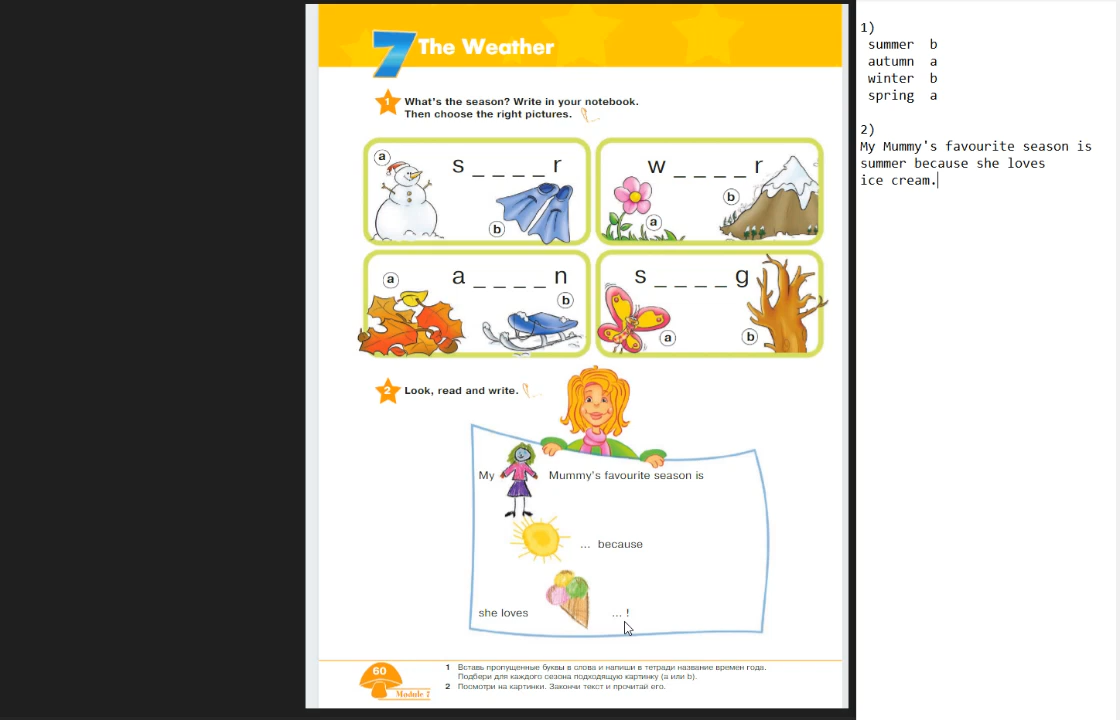 7 The Weather
1 What's the season? Write in your notebook.
Then choose the right pictures.
a
s _ _ _ _ r
b
w _ _ _ _ r
b
a
a
a _ _ _ _ n
b
s _ _ _ _ g
a
b
2 Look, read and write.
My Mummy's favourite season is
... because
she loves ... !
60
Module 7
1 Вставь пропущенные буквы в слова и напиши в тетради название времен года.
Подбери для каждого сезона подходящую картинку (a или b).
2 Посмотри на картинки. Закончи текст и прочитай его.
1)
summer b
autumn a
winter b
spring a
2)
My Mummy's favourite season is
summer because she loves
ice cream.